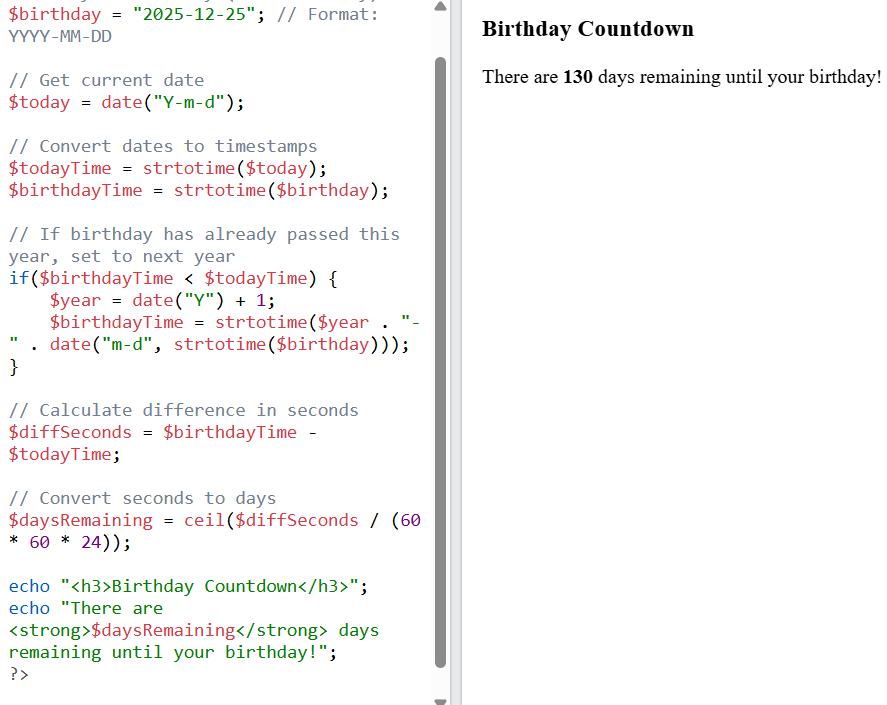 $birthday = "2025-12-25"; // Format:
YYYY-MM-DD

// Get current date
$today = date("Y-m-d");

// Convert dates to timestamps
$todayTime = strtotime($today);
$birthdayTime = strtotime($birthday);

// If birthday has already passed this
year, set to next year
if($birthdayTime < $todayTime) {
    $year = date("Y") + 1;
    $birthdayTime = strtotime($year . "-
" . date("m-d", strtotime($birthday)));
}

// Calculate difference in seconds
$diffSeconds = $birthdayTime -
$todayTime;

// Convert seconds to days
$daysRemaining = ceil($diffSeconds / (60
* 60 * 24));

echo "<h3>Birthday Countdown</h3>";
echo "There are
<strong>$daysRemaining</strong> days
remaining until your birthday!";
?>
Birthday Countdown
There are 130 days remaining until your birthday!